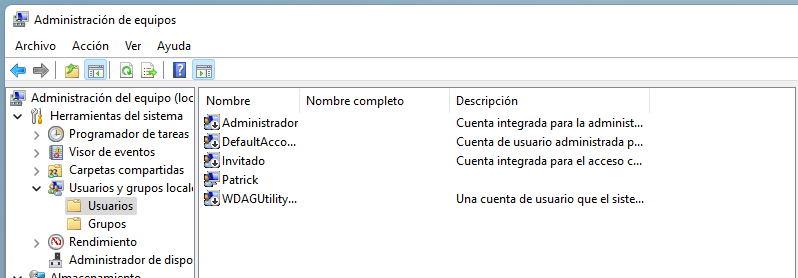 Administración de equipos
Archivo Acción Ver Ayuda
Administración del equipo (loc
Herramientas del sistema
Programador de tareas
Visor de eventos
Carpetas compartidas
Usuarios y grupos locale
Usuarios
Grupos
Rendimiento
Administrador de dispo
Almacenamiento
Nombre Nombre completo Descripción
Administrador Cuenta integrada para la administ...
DefaultAcco... Cuenta de usuario administrada p...
Invitado Cuenta integrada para el acceso c...
Patrick
WDAGUtility... Una cuenta de usuario que el siste...